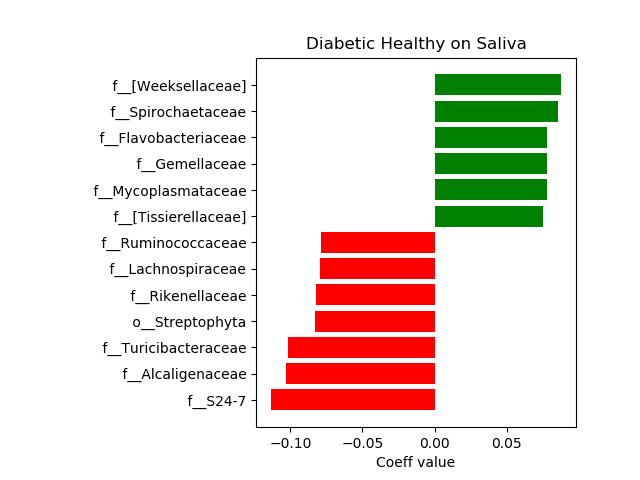 Diabetic Healthy on Saliva
f__[Weeksellaceae]
f__Spirochaetaceae
f__Flavobacteriaceae
f__Gemellaceae
f__Mycoplasmataceae
f__[Tissierellaceae]
f__Ruminococcaceae
f__Lachnospiraceae
f__Rikenellaceae
o__Streptophyta
f__Turicibacteraceae
f__Alcaligenaceae
f__S24-7
−0.10 −0.05 0.00 0.05
Coeff value